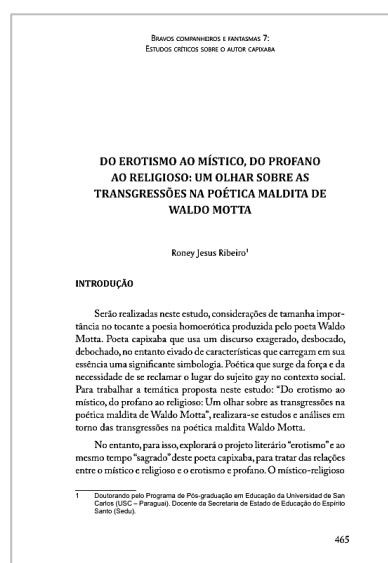 BRAVOS COMPANHEIROS E FANTASMAS 7:
ESTUDOS CRÍTICOS SOBRE O AUTOR CAPIXABA
DO EROTISMO AO MÍSTICO, DO PROFANO
AO RELIGIOSO: UM OLHAR SOBRE AS
TRANSGRESSÕES NA POÉTICA MALDITA DE
WALDO MOTTA
Roney Jesus Ribeiro¹
INTRODUÇÃO
Serão realizadas neste estudo, considerações de tamanha impor-
tância no tocante a poesia homoerótica produzida pelo poeta Waldo
Motta. Poeta capixaba que usa um discurso exagerado, desbocado,
debochado, no entanto eivado de características que carregam em sua
essência uma significante simbologia. Poética que surge da força e da
necessidade de se reclamar o lugar do sujeito gay no contexto social.
Para trabalhar a temática proposta neste estudo: “Do erotismo ao
místico, do profano ao religioso: Um olhar sobre as transgressões na
poética maldita de Waldo Motta”, realizara-se estudos e análises em
torno das transgressões na poética maldita Waldo Motta.
No entanto, para isso, explorará o projeto literário “erotismo” e ao
mesmo tempo “sagrado” deste poeta capixaba, para tratar das relações
entre o místico e religioso e o erotismo e profano. O místico-religioso
1 Doutorando pelo Programa de Pós-graduação em Educação da Universidad de San
Carlos (USC – Paraguai). Docente da Secretaria de Estado de Educação do Espírito
Santo (Sedu).
465